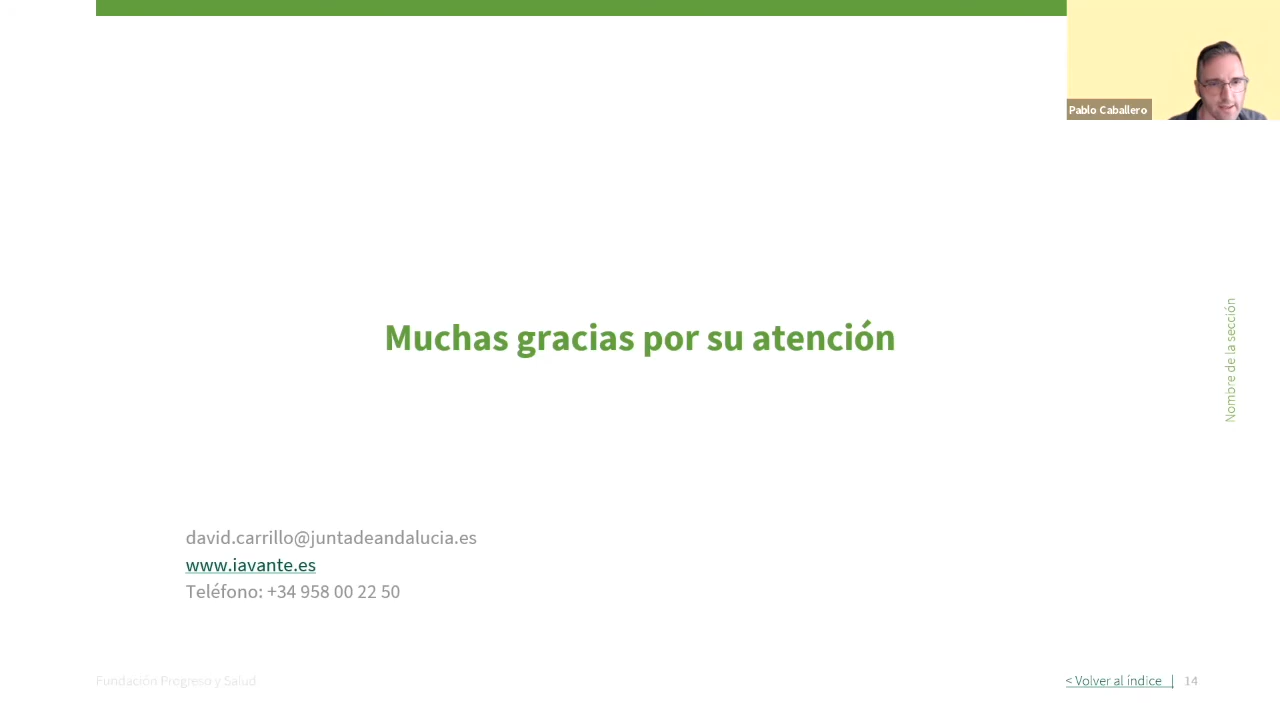 Pablo Caballero
Muchas gracias por su atención
Nombre de la sección
david.carrillo@juntadeandalucia.es
www.iavante.es
Teléfono: +34 958 00 22 50
Fundación Progreso y Salud
< Volver al índice | 14